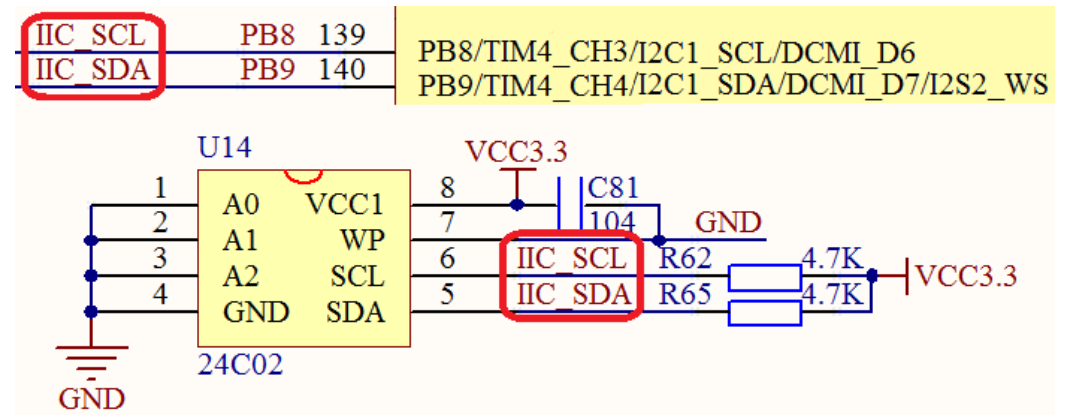 IIC_SCL PB8 139 PB8/TIM4_CH3/I2C1_SCL/DCMI_D6
IIC_SDA PB9 140 PB9/TIM4_CH4/I2C1_SDA/DCMI_D7/I2S2_WS
U14 VCC3.3
1 A0 VCC1 8 C81
2 A1 WP 7 104 GND
3 A2 SCL 6 IIC_SCL R62 4.7K
4 GND SDA 5 IIC_SDA R65 4.7K VCC3.3
24C02
GND